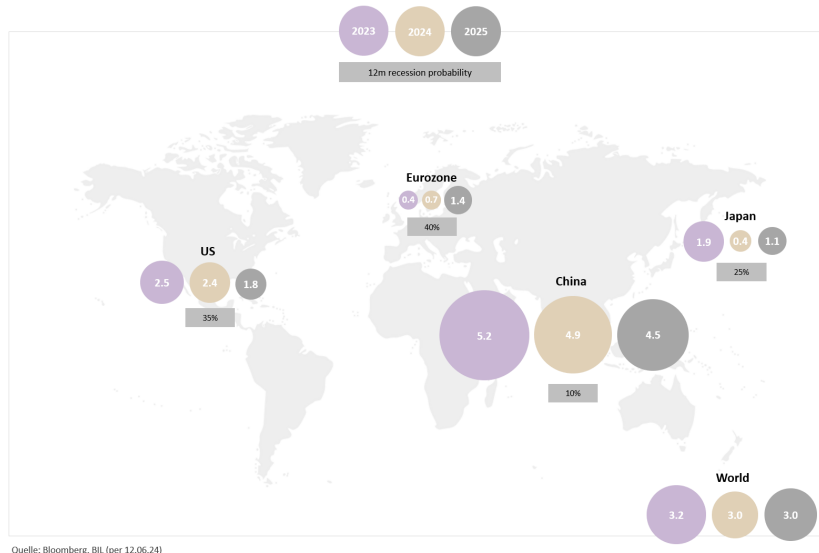 2023 2024 2025
12m recession probability
Eurozone
0.4 0.7 1.4
40%
Japan
1.9 0.4 1.1
25%
US
2.5 2.4 1.8
35%
China
5.2 4.9 4.5
10%
World
3.2 3.0 3.0
Quelle: Bloomberg, BIL (per 12.06.24)